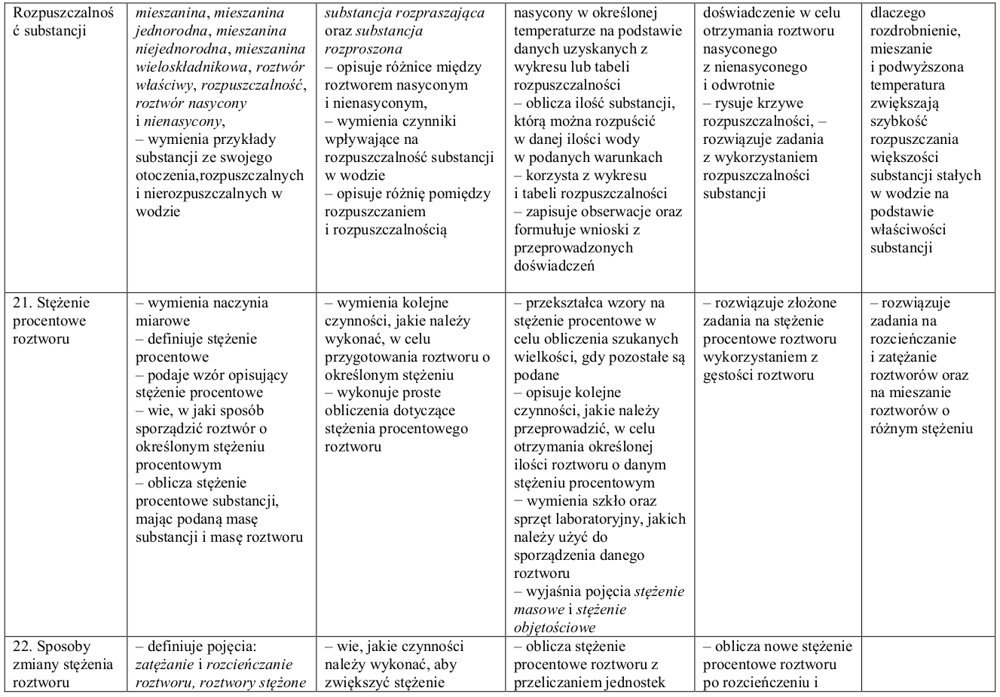 Rozpuszczalnoś
ć substancji
mieszanina, mieszanina
jednorodna, mieszanina
niejednorodna, mieszanina
wieloskładnikowa, roztwór
właściwy, rozpuszczalność,
roztwór nasycony
i nienasycony,
– wymienia przykłady
substancji ze swojego
otoczenia,rozpuszczalnych
i nierozpuszczalnych w
wodzie
substancja rozpraszająca
oraz substancja
rozproszona
– opisuje różnice między
roztworem nasyconym
i nienasyconym,
– wymienia czynniki
wpływające na
rozpuszczalność substancji
w wodzie
– opisuje różnię pomiędzy
rozpuszczaniem
i rozpuszczalnością
nasycony w określonej
temperaturze na podstawie
danych uzyskanych z
wykresu lub tabeli
rozpuszczalności
– oblicza ilość substancji,
którą można rozpuścić
w danej ilości wody
w podanych warunkach
– korzysta z wykresu
i tabeli rozpuszczalności
– zapisuje obserwacje oraz
formułuje wnioski z
przeprowadzonych
doświadczeń
doświadczenie w celu
otrzymania roztworu
nasyconego
z nienasyconego
i odwrotnie
– rysuje krzywe
rozpuszczalności, –
rozwiązuje zadania
z wykorzystaniem
rozpuszczalności
substancji
dlaczego
rozdrobnienie,
mieszanie
i podwyższona
temperatura
zwiększają
szybkość
rozpuszczania
większości
substancji stałych
w wodzie na
podstawie
właściwości
substancji
21. Stężenie
procentowe
roztworu
– wymienia naczynia
miarowe
– definiuje stężenie
procentowe
– podaje wzór opisujący
stężenie procentowe
– wie, w jaki sposób
sporządzić roztwór o
określonym stężeniu
procentowym
– oblicza stężenie
procentowe substancji,
mając podaną masę
substancji i masę roztworu
– wymienia kolejne
czynności, jakie należy
wykonać, w celu
przygotowania roztworu o
określonym stężeniu
– wykonuje proste
obliczenia dotyczące
stężenia procentowego
roztworu
– przekształca wzory na
stężenie procentowe w
celu obliczenia szukanych
wielkości, gdy pozostałe są
podane
– opisuje kolejne
czynności, jakie należy
przeprowadzić, w celu
otrzymania określonej
ilości roztworu o danym
stężeniu procentowym
− wymienia szkło oraz
sprzęt laboratoryjny, jakich
należy użyć do
sporządzenia danego
roztworu
– wyjaśnia pojęcia stężenie
masowe i stężenie
objętościowe
– rozwiązuje złożone
zadania na stężenie
procentowe roztworu
wykorzystaniem z
gęstości roztworu
– rozwiązuje
zadania na
rozcieńczanie
i zatężanie
roztworów oraz
na mieszanie
roztworów o
różnym stężeniu
22. Sposoby
zmiany stężenia
roztworu
– definiuje pojęcia:
zatężanie i rozcieńczanie
roztworu, roztwory stężone
– wie, jakie czynności
należy wykonać, aby
zwiększyć stężenie
– oblicza stężenie
procentowe roztworu z
przeliczaniem jednostek
– oblicza nowe stężenie
procentowe roztworu
po rozcieńczeniu i